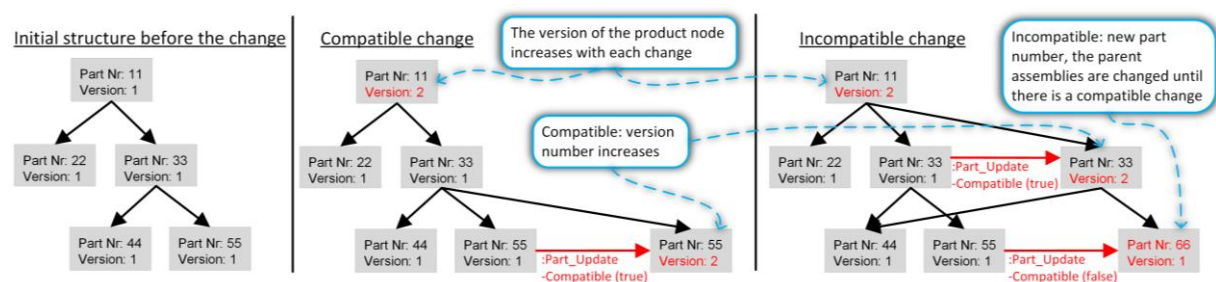 Initial structure before the change
Part Nr: 11
Version: 1
Part Nr: 22
Version: 1
Part Nr: 33
Version: 1
Part Nr: 44
Version: 1
Part Nr: 55
Version: 1
Compatible change
The version of the product node
increases with each change
Part Nr: 11
Version: 2
Compatible: version
number increases
Part Nr: 22
Version: 1
Part Nr: 33
Version: 1
Part Nr: 44
Version: 1
Part Nr: 55
Version: 1
:Part_Update
-Compatible (true)
Part Nr: 55
Version: 2
Incompatible change
Incompatible: new part
number, the parent
assemblies are changed until
there is a compatible change
Part Nr: 11
Version: 2
Part Nr: 22
Version: 1
Part Nr: 33
Version: 1
:Part_Update
-Compatible (true)
Part Nr: 33
Version: 2
Part Nr: 44
Version: 1
Part Nr: 55
Version: 1
:Part_Update
-Compatible (false)
Part Nr: 66
Version: 1